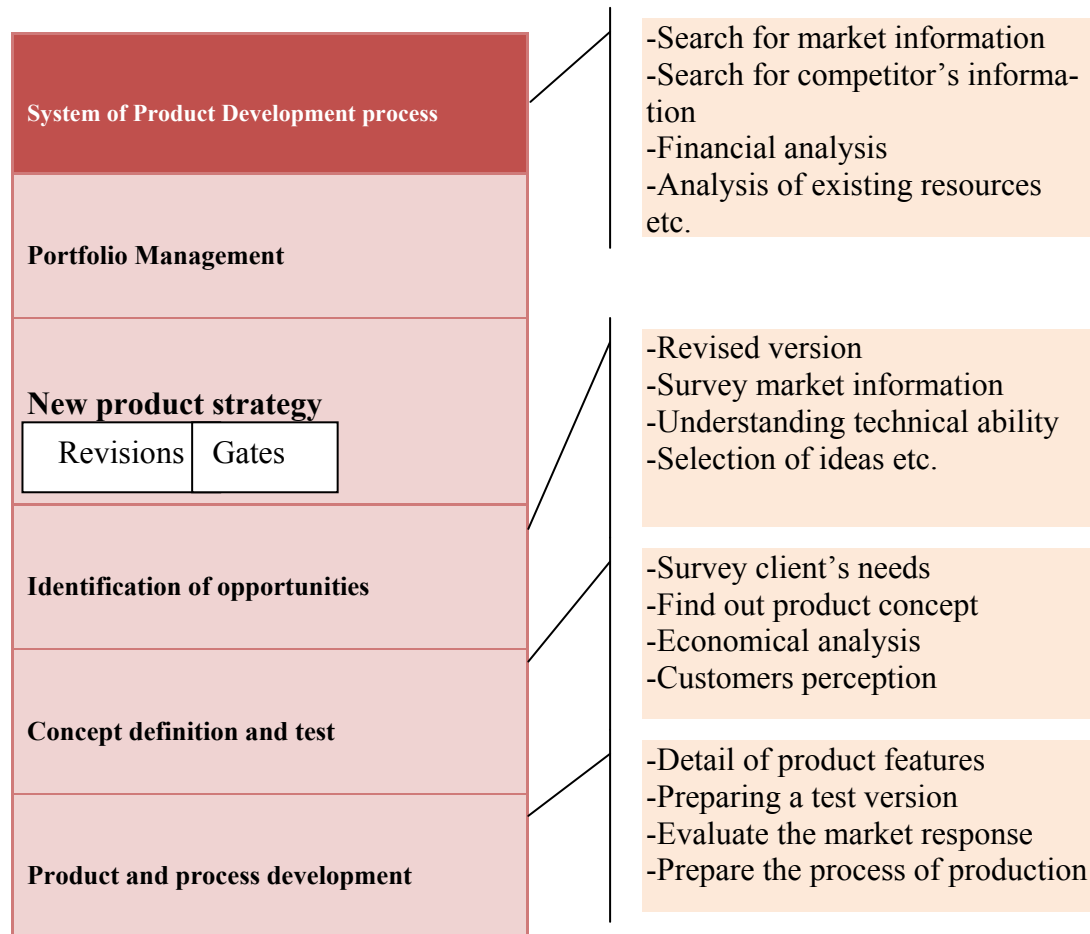 System of Product Development process
Portfolio Management
New product strategy
Revisions
Gates
Identification of opportunities
Concept definition and test
Product and process development
-Search for market information
-Search for competitor’s informa-
tion
-Financial analysis
-Analysis of existing resources
etc.
-Revised version
-Survey market information
-Understanding technical ability
-Selection of ideas etc.
-Survey client’s needs
-Find out product concept
-Economical analysis
-Customers perception
-Detail of product features
-Preparing a test version
-Evaluate the market response
-Prepare the process of production